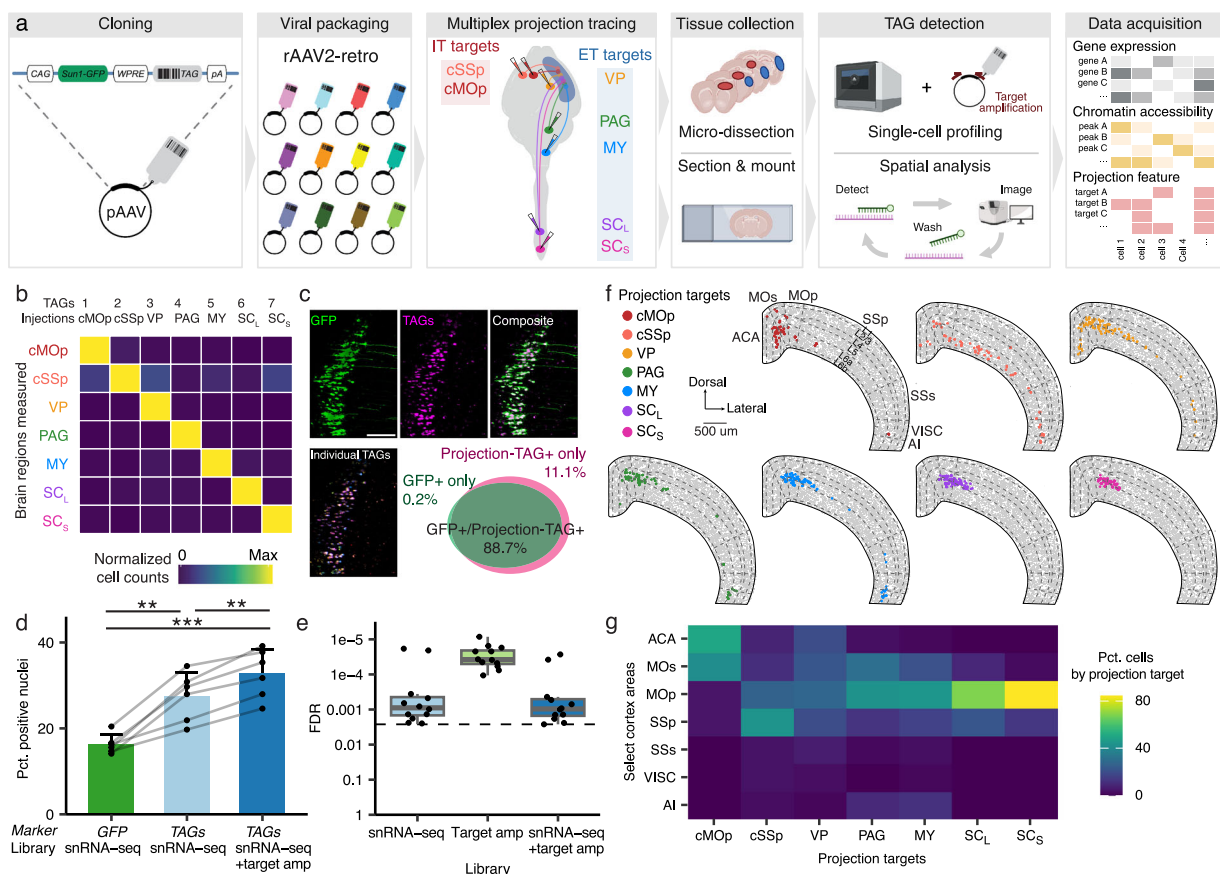 a
Cloning
CAG Sun1-GFP WPRE TAG pA
pAAV
Viral packaging
rAAV2-retro
Multiplex projection tracing
IT targets
cSSp
cMOp
ET targets
VP
PAG
MY
SCL
SCS
Tissue collection
Micro-dissection
Section & mount
TAG detection
+
Target
amplification
Single-cell profiling
Spatial analysis
Detect
Image
Wash
Data acquisition
Gene expression
gene A
gene B
gene C
...
Chromatin accessibility
peak A
peak B
peak C
...
Projection feature
target A
target B
target C
...
cell 1
cell 2
cell 3
Cell 4
...
b
TAGs 1 2 3 4 5 6 7
Injections cMOp cSSp VP PAG MY SCL SCS
Brain regions measured
cMOp
cSSp
VP
PAG
MY
SCL
SCS
Normalized
cell counts
0 Max
c
GFP
TAGs
Composite
Individual TAGs
Projection-TAG+ only
11.1%
GFP+ only
0.2%
GFP+/Projection-TAG+
88.7%
d
** **
***
Pct. positive nuclei
40
20
0
Marker GFP TAGs TAGs
Library snRNA−seq snRNA−seq snRNA−seq
+target amp
e
FDR
1e−5
1e−4
0.001
0.01
0.1
1
snRNA−seq Target amp snRNA−seq
+target amp
Library
f
Projection targets
cMOp
cSSp
VP
PAG
MY
SCL
SCS
Dorsal
Lateral
500 um
MOs
MOp
SSp
ACA
SSs
VISC
AI
g
Select cortex areas
ACA
MOs
MOp
SSp
SSs
VISC
AI
cMOp cSSp VP PAG MY SCL SCS
Projection targets
Pct. cells
by projection target
80
40
0